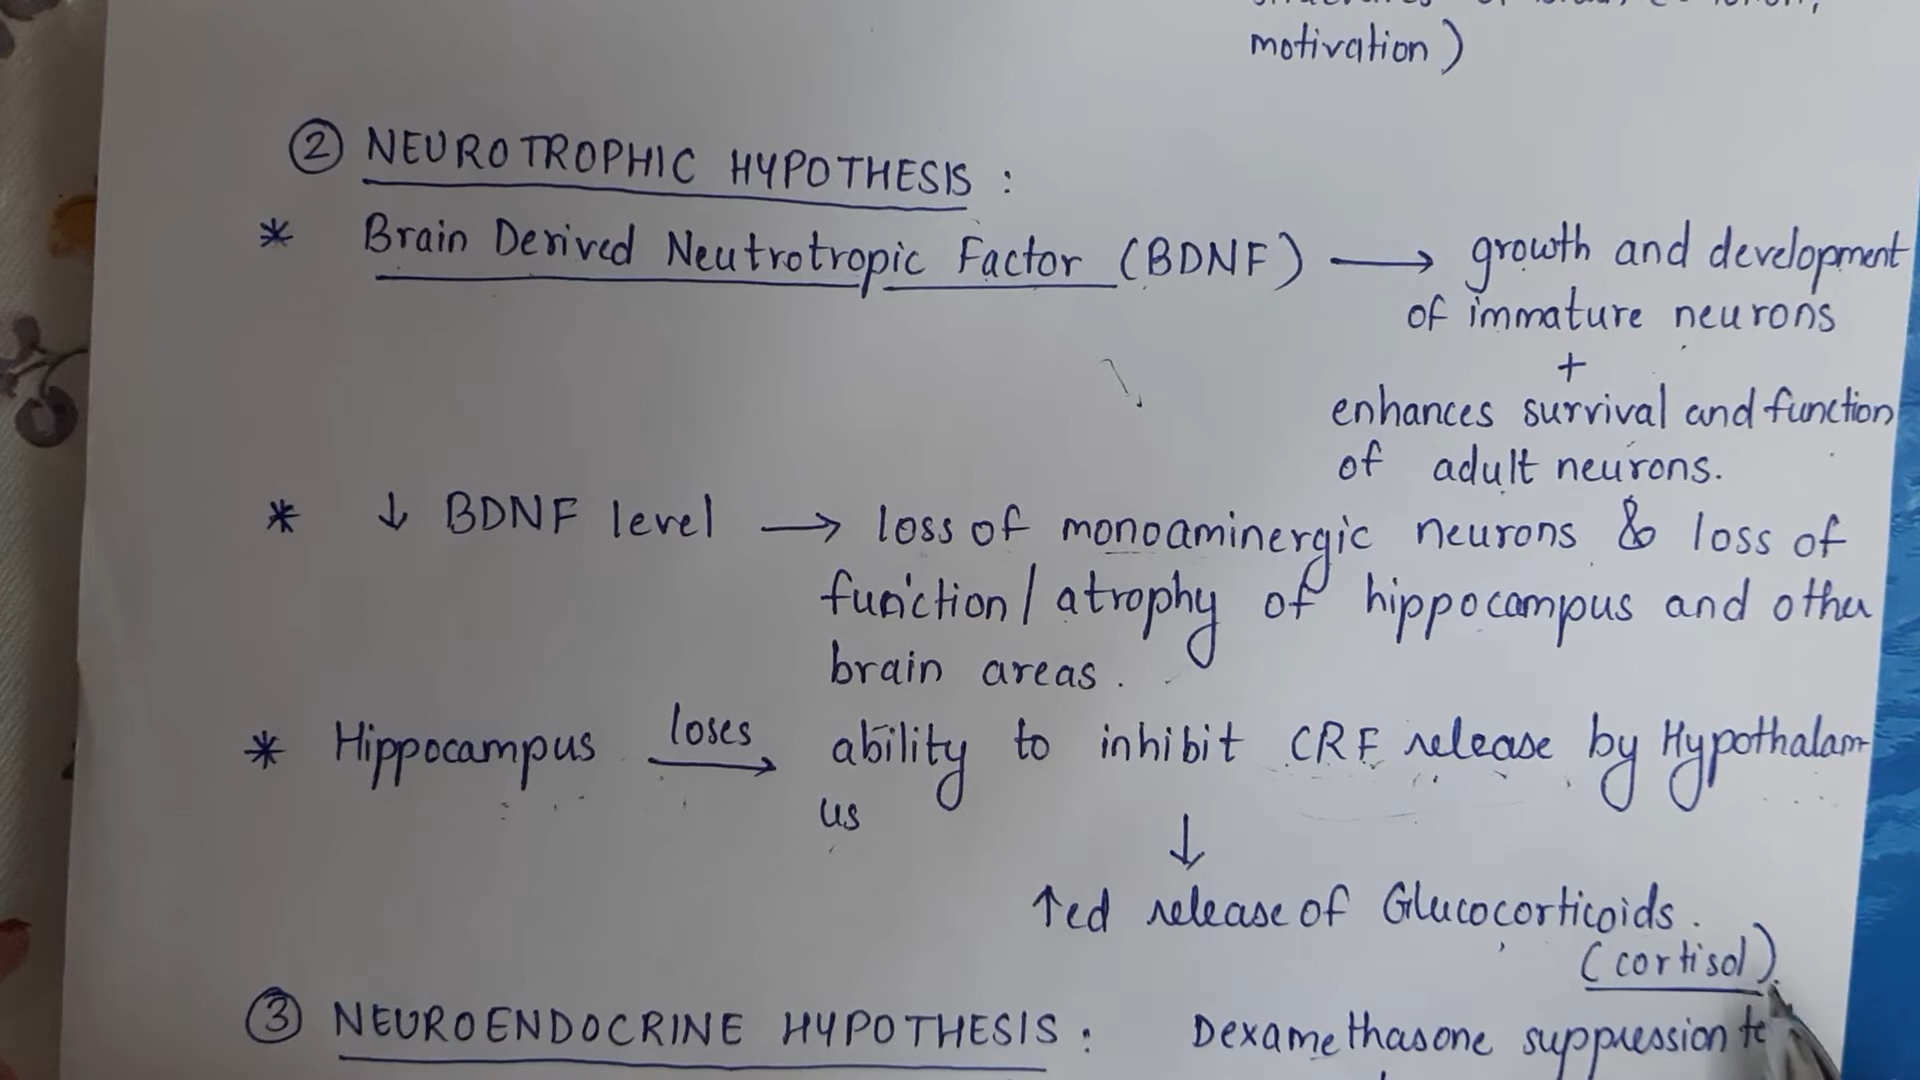 motivation)
② NEUROTROPHIC HYPOTHESIS :
* Brain Derived Neutrotropic Factor (BDNF) → growth and development
of immature neurons
+
enhances survival and function
of adult neurons.
* ↓ BDNF level → loss of monoaminergic neurons & loss of
function / atrophy of hippocampus and other
brain areas.
* Hippocampus loses → ability to inhibit CRF release by Hypothalam-
us
↓
↑ed release of Glucocorticoids.
(cortisol)
③ NEUROENDOCRINE HYPOTHESIS : Dexamethasone suppression te